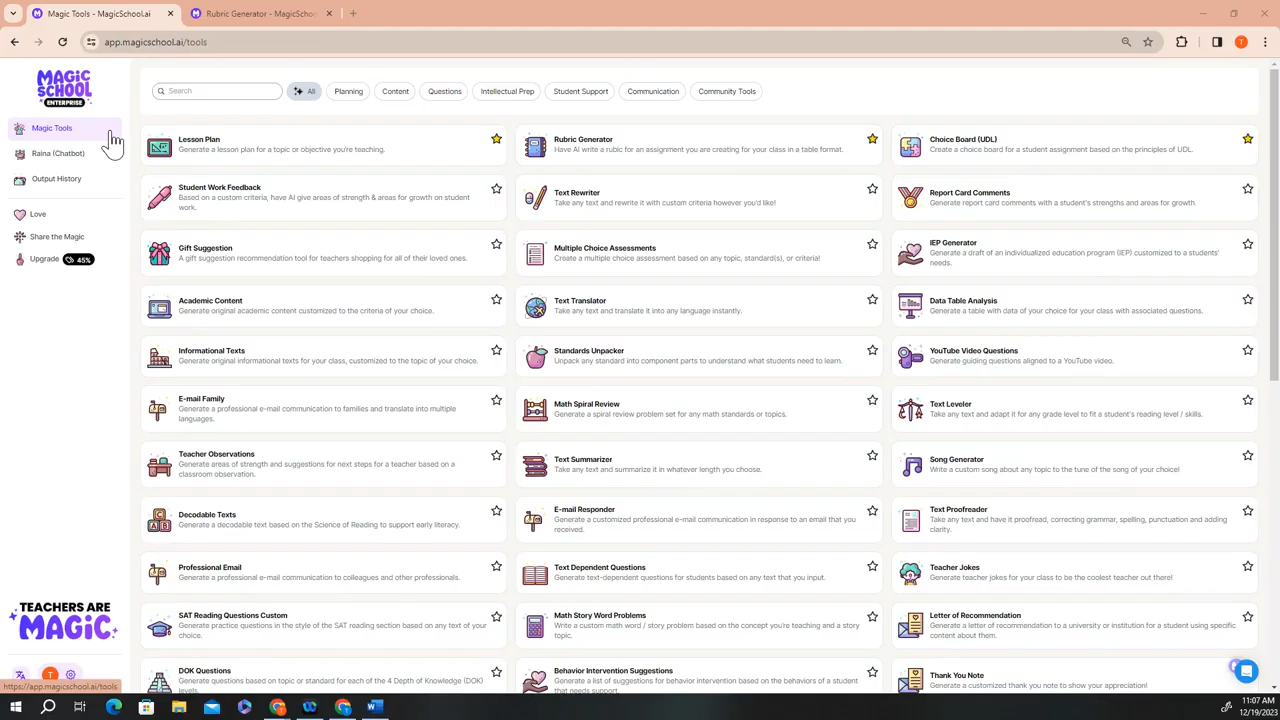 Magic Tools - MagicSchool.ai
Rubric Generator - MagicSchoo
app.magicschool.ai/tools
T
MAGIC
SCHOOL
ENTERPRISE
Magic Tools
Raina (Chatbot)
Output History
Love
Share the Magic
Upgrade 45%
Search
All
Planning
Content
Questions
Intellectual Prep
Student Support
Communication
Community Tools
Lesson Plan
Generate a lesson plan for a topic or objective you're teaching.
Rubric Generator
Have AI write a rubic for an assignment you are creating for your class in a table format.
Choice Board (UDL)
Create a choice board for a student assignment based on the principles of UDL.
Student Work Feedback
Based on a custom criteria, have AI give areas of strength & areas for growth on student
work.
Text Rewriter
Take any text and rewrite it with custom criteria however you'd like!
Report Card Comments
Generate report card comments with a student's strengths and areas for growth.
Gift Suggestion
A gift suggestion recommendation tool for teachers shopping for all of their loved ones.
Multiple Choice Assessments
Create a multiple choice assessment based on any topic, standard(s), or criteria!
IEP Generator
Generate a draft of an individualized education program (IEP) customized to a students'
needs.
Academic Content
Generate original academic content customized to the criteria of your choice.
Text Translator
Take any text and translate it into any language instantly.
Data Table Analysis
Generate a table with data of your choice for your class with associated questions.
Informational Texts
Generate original informational texts for your class, customized to the topic of your choice.
Standards Unpacker
Unpack any standard into component parts to understand what students need to learn.
YouTube Video Questions
Generate guiding questions aligned to a YouTube video.
E-mail Family
Generate a professional e-mail communication to families and translate into multiple
languages.
Math Spiral Review
Generate a spiral review problem set for any math standards or topics.
Text Leveler
Take any text and adapt it for any grade level to fit a student's reading level / skills.
Teacher Observations
Generate areas of strength and suggestions for next steps for a teacher based on a
classroom observation.
Text Summarizer
Take any text and summarize it in whatever length you choose.
Song Generator
Write a custom song about any topic to the tune of the song of your choice!
Decodable Texts
Generate a decodable text based on the Science of Reading to support early literacy.
E-mail Responder
Generate a customized professional e-mail communication in response to an email that you
received.
Text Proofreader
Take any text and have it proofread, correcting grammar, spelling, punctuation and adding
clarity.
Professional Email
Generate a professional e-mail communication to colleagues and other professionals.
Text Dependent Questions
Generate text-dependent questions for students based on any text that you input.
Teacher Jokes
Generate teacher jokes for your class to be the coolest teacher out there!
SAT Reading Questions Custom
Generate practice questions in the style of the SAT reading section based on any text of your
choice.
Math Story Word Problems
Write a custom math word / story problem based on the concept you're teaching and a story
topic.
Letter of Recommendation
Generate a letter of recommendation to a university or institution for a student using specific
content about them.
DOK Questions
Generate questions based on topic or standard for each of the 4 Depth of Knowledge (DOK)
levels.
Behavior Intervention Suggestions
Generate a list of suggestions for behavior intervention based on the behaviors of a student
that needs support.
Thank You Note
Generate a customized thank you note to show your appreciation!
TEACHERS ARE
MAGIC
T
https://app.magicschool.ai/tools
11:07 AM
12/19/2023